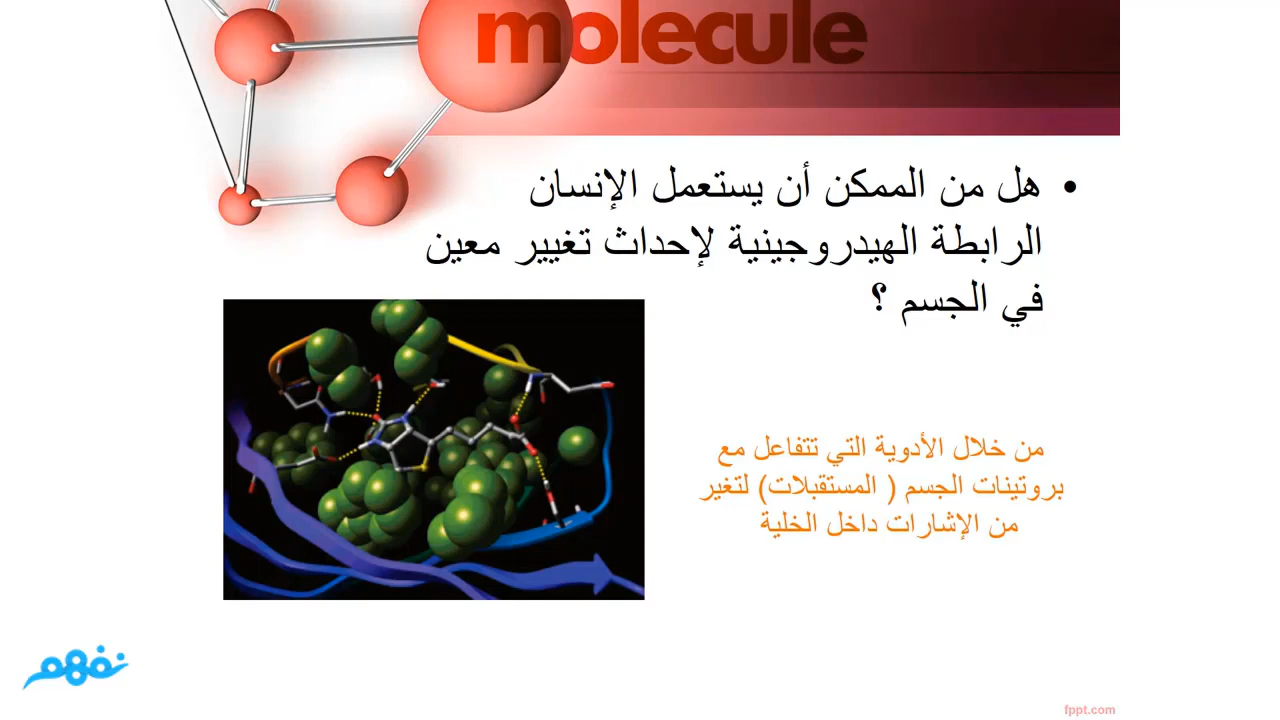 molecule
• هل من الممكن أن يستعمل الإنسان
الرابطة الهيدروجينية لإحداث تغيير معين
في الجسم ؟
من خلال الأدوية التي تتفاعل مع
بروتينات الجسم ( المستقبلات) لتغير
من الإشارات داخل الخلية
نفهم
fppt.com